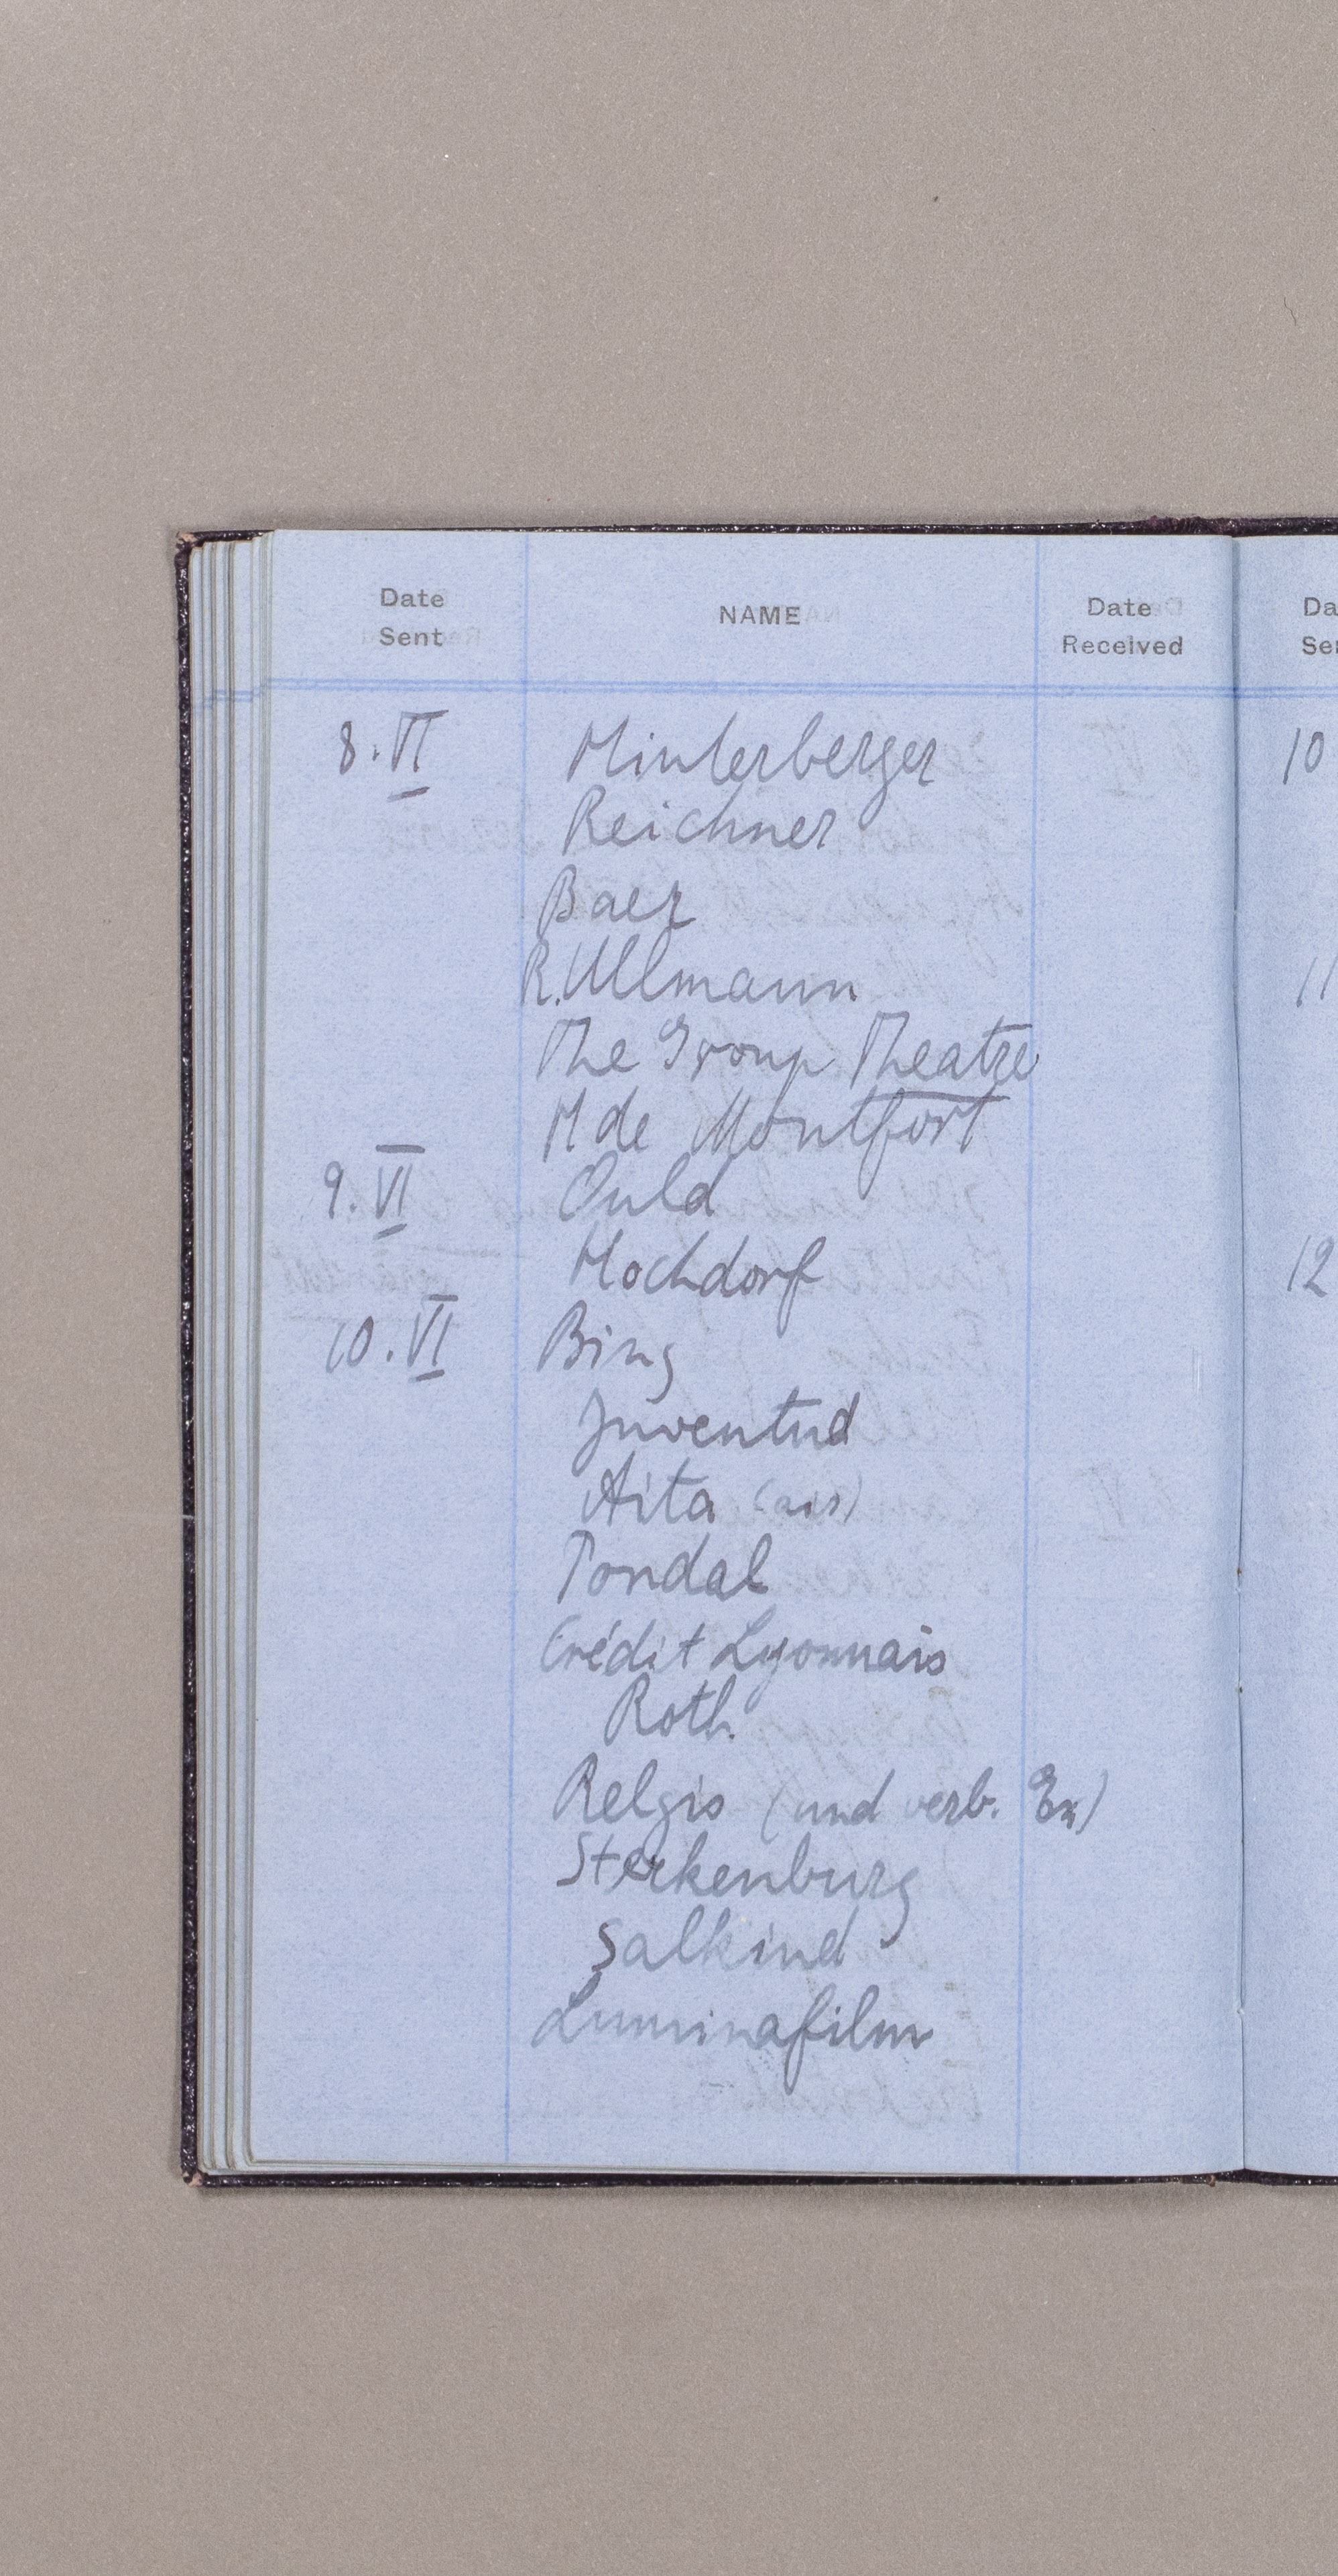 Date Sent NAME Date Received
8.VI Hinterberger
Reichner
Baer
R. Ullmann
The Group Theatre
H de Montfort
9.VI Ould
Hochdorf
10.VI Bing
Juventud
Aita (air)
Tondal
Crédit Lyonnais
Roth
Relgis (und verb. Ex)
Sterkenburg
Salkind
Luminafilm
Da
Sen
10
11
12